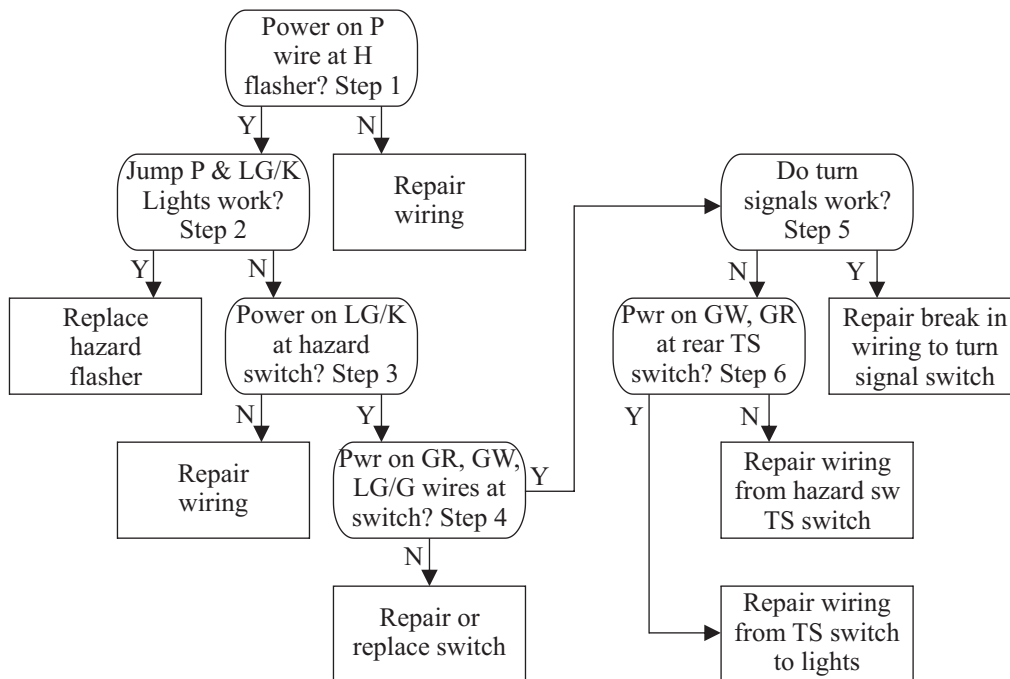 Power on P
wire at H
flasher? Step 1
Y
N
Jump P & LG/K
Lights work?
Step 2
Repair
wiring
Do turn
signals work?
Step 5
Y
N
N
Y
Replace
hazard
flasher
Power on LG/K
at hazard
switch? Step 3
Pwr on GW, GR
at rear TS
switch? Step 6
Repair break in
wiring to turn
signal switch
N
Y
Y
N
Repair
wiring
Pwr on GR, GW,
LG/G wires at
switch? Step 4
Y
Repair wiring
from hazard sw
TS switch
N
Repair or
replace switch
Repair wiring
from TS switch
to lights